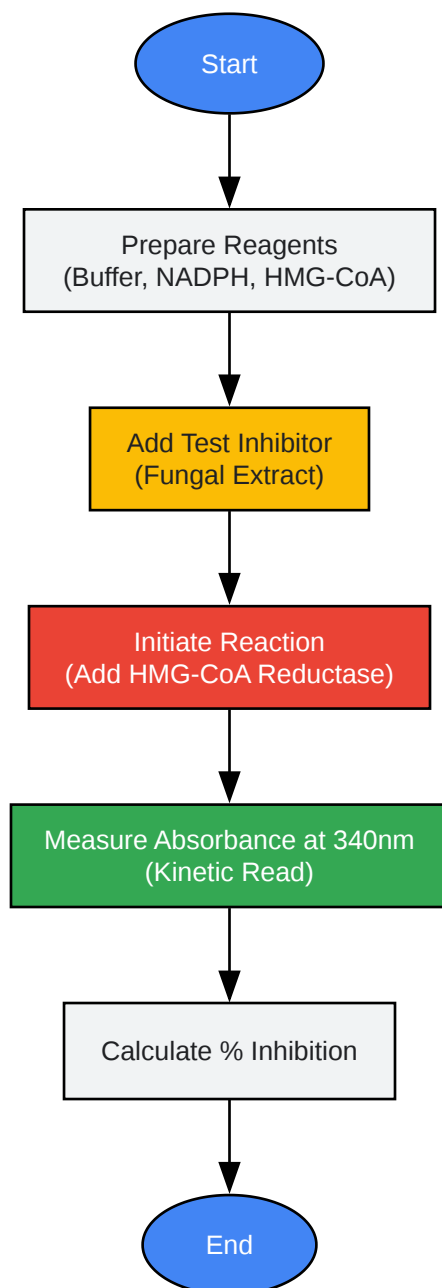 Start
Prepare Reagents
(Buffer, NADPH, HMG-CoA)
Add Test Inhibitor
(Fungal Extract)
Initiate Reaction
(Add HMG-CoA Reductase)
Measure Absorbance at 340nm
(Kinetic Read)
Calculate % Inhibition
End